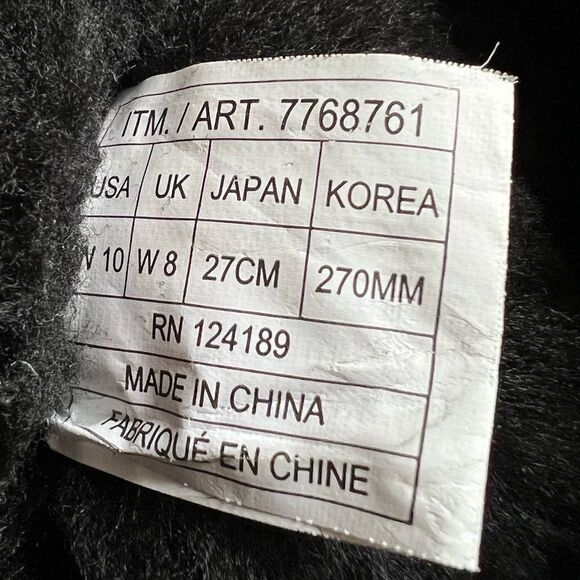 ITM. / ART. 7768761
USA UK JAPAN KOREA
W 10 W 8 27CM 270MM
RN 124189
MADE IN CHINA
FABRIQUÉ EN CHINE